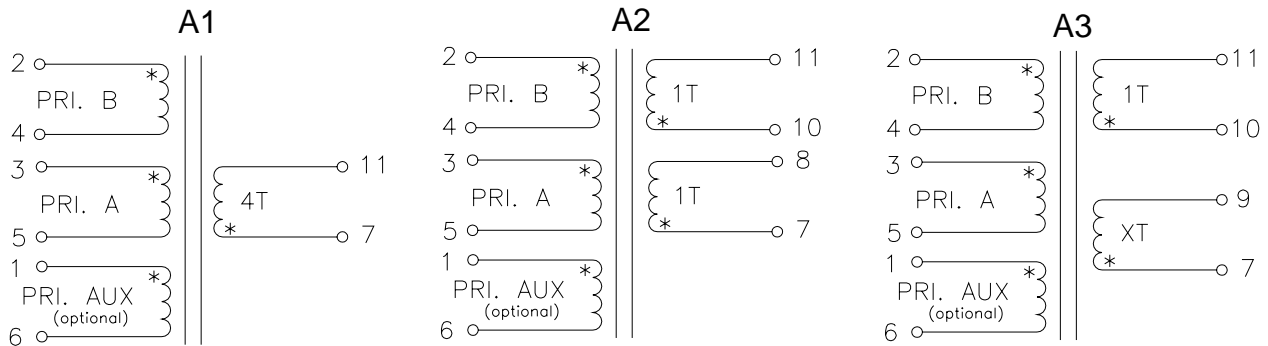 A1
2
*
PRI. B
4
3
*
PRI. A
5
1
*
PRI. AUX
(optional)
6
11
4T
*
7
A2
2
*
PRI. B
4
3
*
PRI. A
5
1
*
PRI. AUX
(optional)
6
11
1T
*
10
8
1T
*
7
A3
2
*
PRI. B
4
3
*
PRI. A
5
1
*
PRI. AUX
(optional)
6
11
1T
*
10
9
XT
*
7